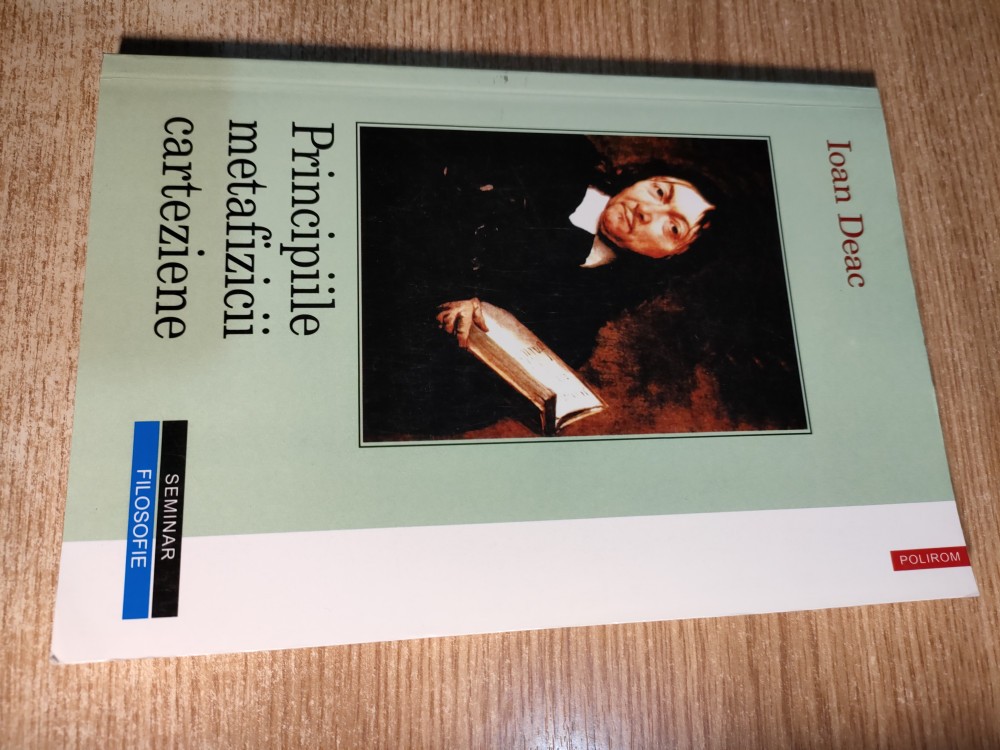 Ioan Deac
Principiile
metafizicii
carteziene
SEMINAR
FILOSOFIE
POLIROM